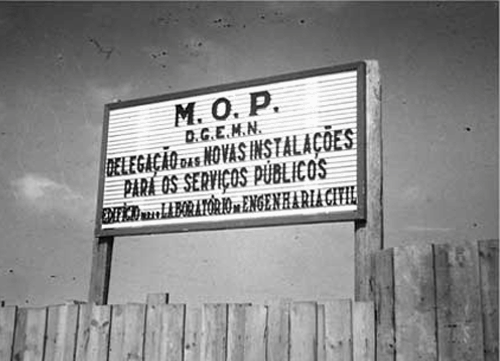 M. O. P.
D.G.E.M.N.
DELEGAÇÃO DAS NOVAS INSTALAÇÕES
PARA OS SERVIÇOS PÚBLICOS
EDIFÍCIO PARA O LABORATÓRIO DE ENGENHARIA CIVIL